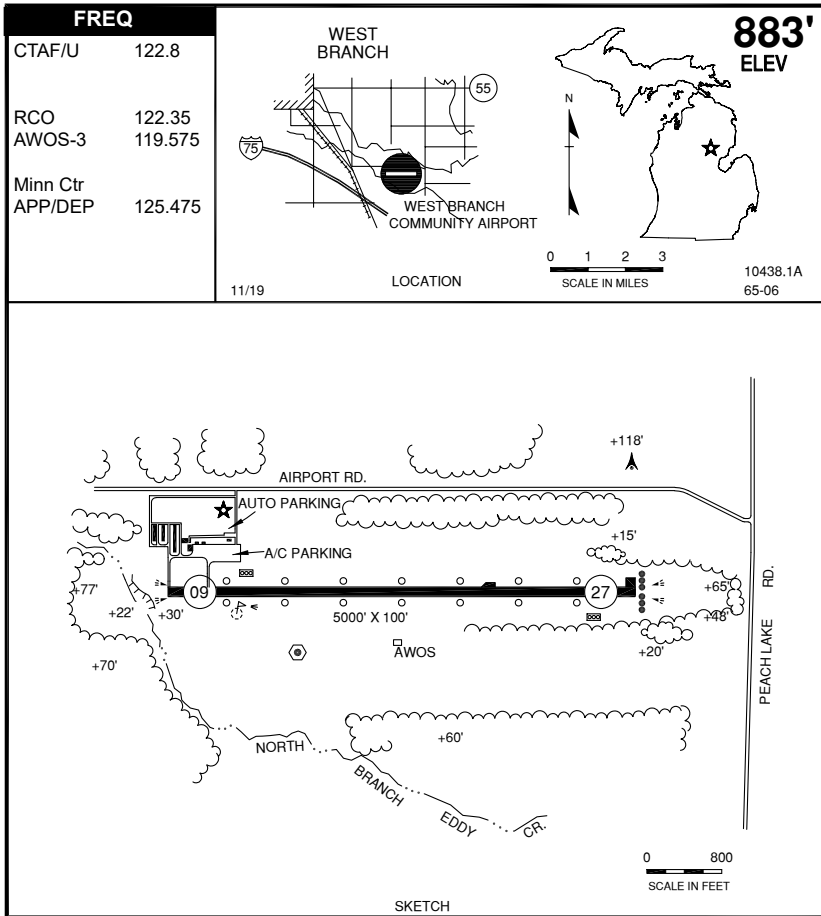 FREQ
CTAF/U 122.8
RCO 122.35
AWOS-3 119.575
Minn Ctr
APP/DEP 125.475
WEST
BRANCH
55
75
WEST BRANCH
COMMUNITY AIRPORT
11/19
LOCATION
883'
ELEV
N
0 1 2 3
SCALE IN MILES
10438.1A
65-06
+118'
AIRPORT RD.
AUTO PARKING
A/C PARKING
+15'
+77'
+22'
+30'
09
27
+65'
+48'
5000' X 100'
+20'
AWOS
+70'
PEACH LAKE RD.
NORTH
BRANCH
EDDY
CR.
+60'
0 800
SCALE IN FEET
SKETCH